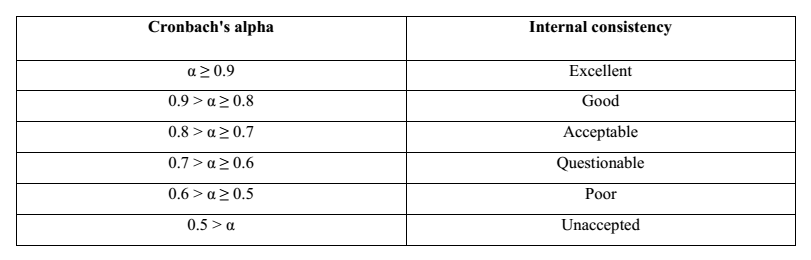 Cronbach's alpha Internal consistency
α ≥ 0.9 Excellent
0.9 > α ≥ 0.8 Good
0.8 > α ≥ 0.7 Acceptable
0.7 > α ≥ 0.6 Questionable
0.6 > α ≥ 0.5 Poor
0.5 > α Unaccepted